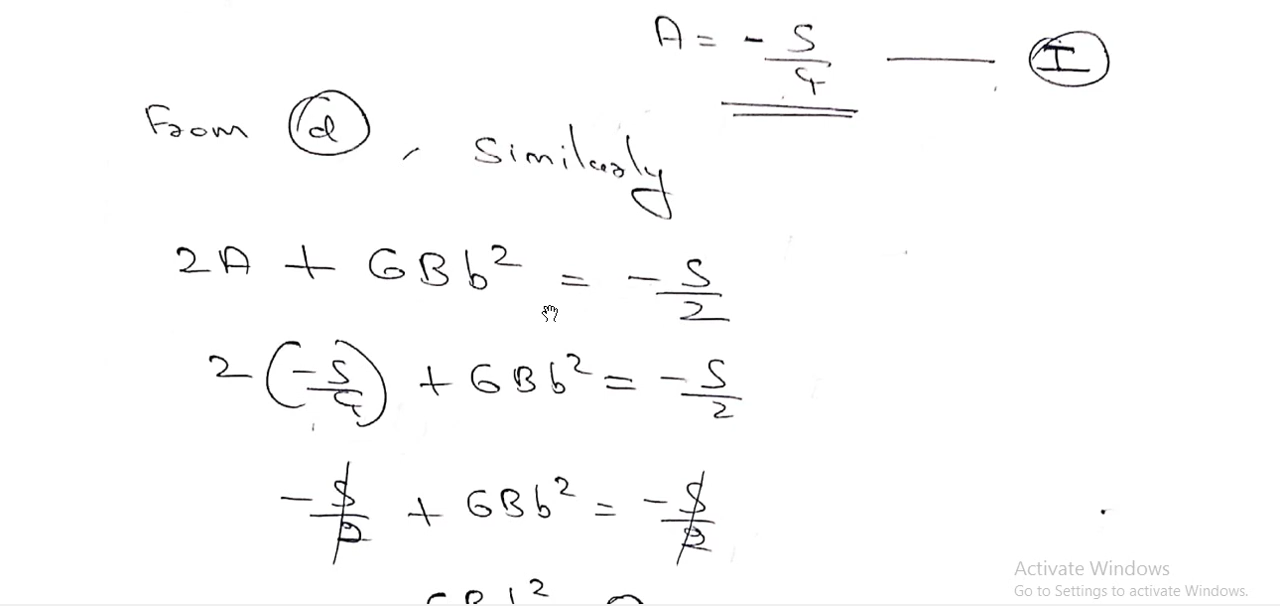 A = - S/4 —— I
From d, Similarly
2A + 6Bb² = - S/2
2(- S/4) + 6Bb² = - S/2
- S/2 + 6Bb² = - S/2
6Bb²
Activate Windows
Go to Settings to activate Windows.